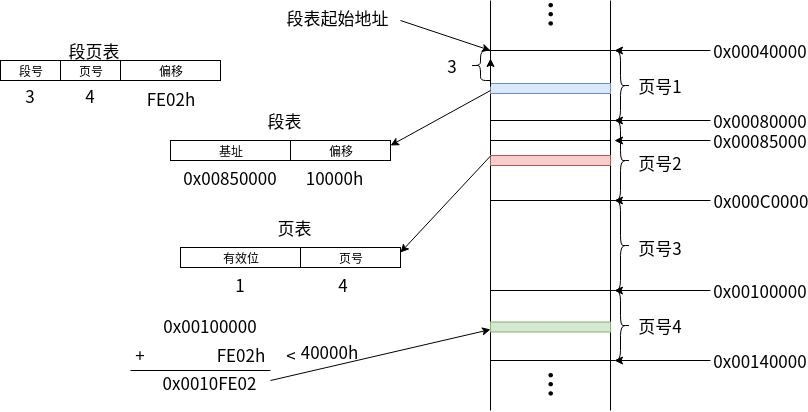 段表起始地址
段页表
段号 页号 偏移
3 4 FE02h
3
0x00040000
页号1
段表
基址 偏移
0x00850000 10000h
0x00080000
0x00085000
页号2
0x000C0000
页表
有效位 页号
1 4
页号3
0x00100000
0x00100000
+ FE02h < 40000h
0x0010FE02
页号4
0x00140000